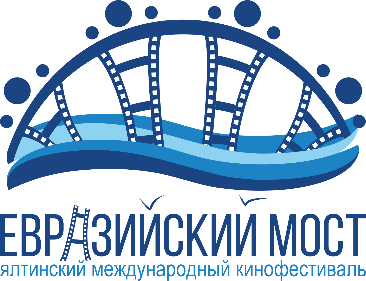 ЕВРАЗИЙСКИЙ МОСТ
ялтинский международный кинофестиваль